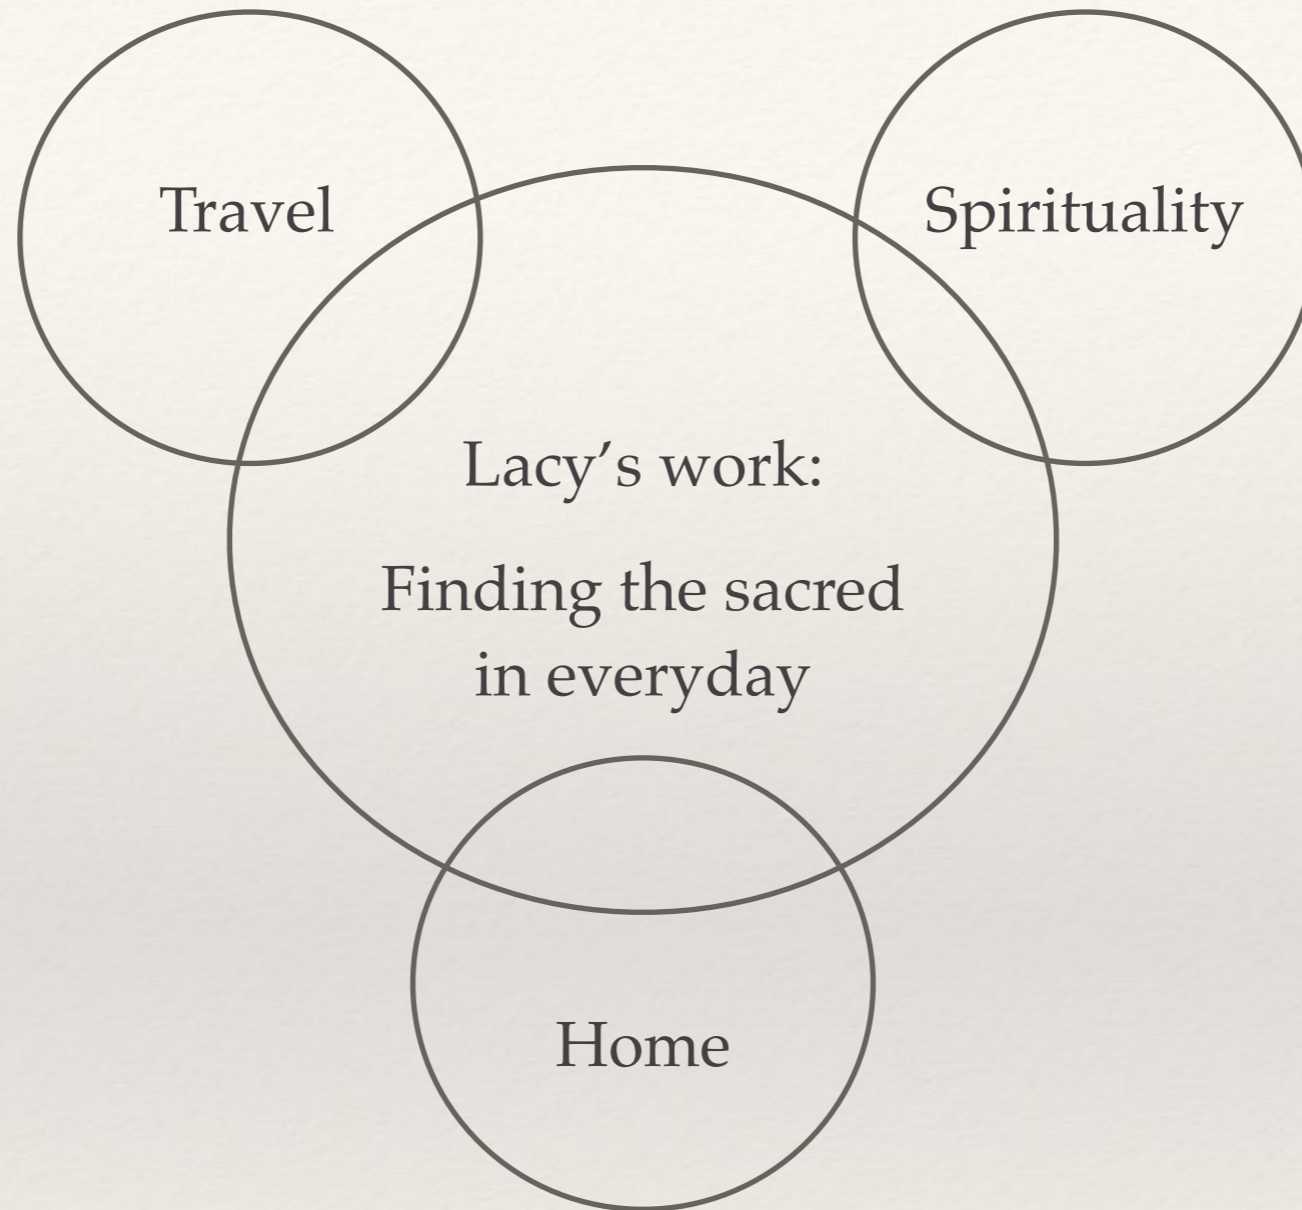 Travel
Spirituality
Lacy’s work:
Finding the sacred
in everyday
Home